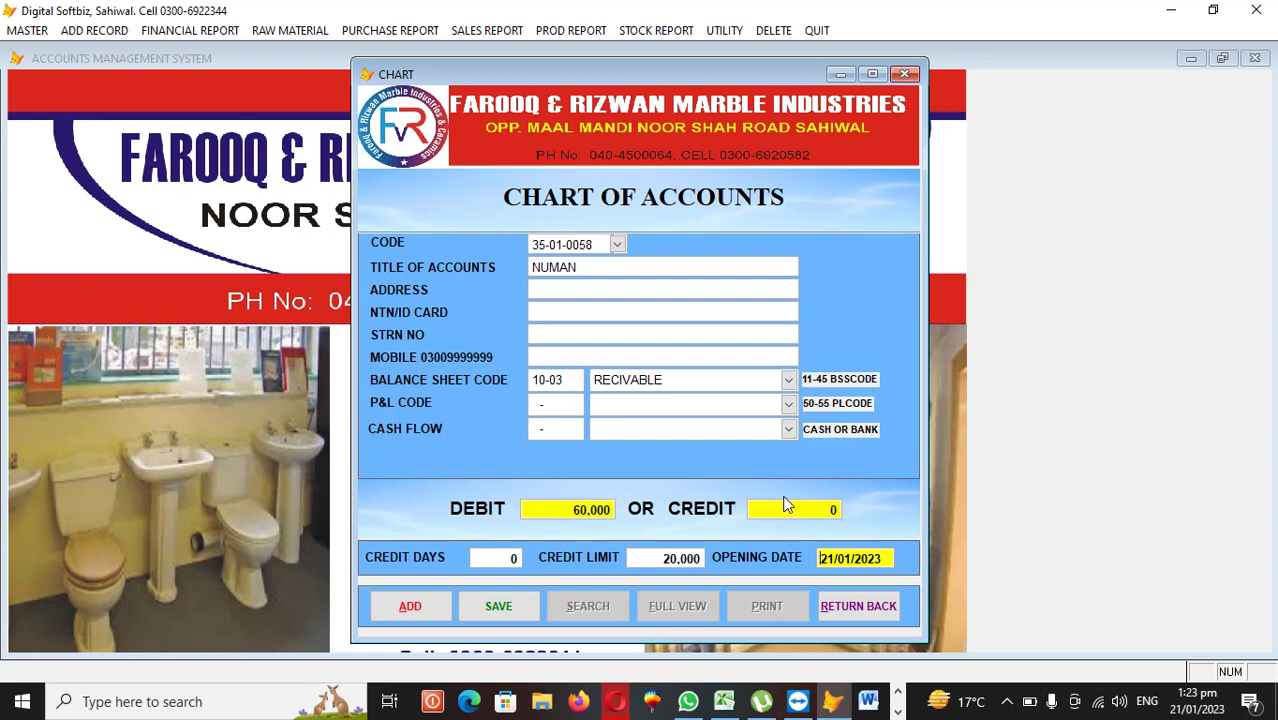 Digital Softbiz, Sahiwal. Cell 0300-6922344
MASTER ADD RECORD FINANCIAL REPORT RAW MATERIAL PURCHASE REPORT SALES REPORT PROD REPORT STOCK REPORT UTILITY DELETE QUIT
ACCOUNTS MANAGEMENT SYSTEM
FAROOQ & R
NOOR S
PH No: 04
CHART
Farooq & Rizwan Marble Industries & Ceramics
FvR
FAROOQ & RIZWAN MARBLE INDUSTRIES
OPP. MAAL MANDI NOOR SHAH ROAD SAHIWAL
PH No: 040-4500064, CELL 0300-6920582
CHART OF ACCOUNTS
CODE 35-01-0058
TITLE OF ACCOUNTS NUMAN
ADDRESS
NTN/ID CARD
STRN NO
MOBILE 03009999999
BALANCE SHEET CODE 10-03 RECIVABLE 11-45 BSSCODE
P&L CODE - 50-55 PLCODE
CASH FLOW - CASH OR BANK
DEBIT 60,000 OR CREDIT 0
CREDIT DAYS 0 CREDIT LIMIT 20,000 OPENING DATE 21/01/2023
ADD SAVE SEARCH FULL VIEW PRINT RETURN BACK
NUM
Type here to search
17°C ENG 1:23 pm
21/01/2023